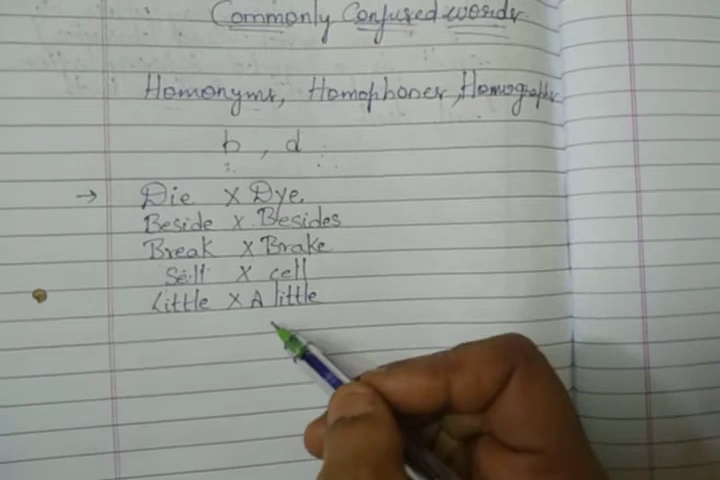 Commonly Confused words
Homonyms, Homophones, Homographs
b, d
→ Die X Dye.
Beside X Besides
Break X Brake
Sell X cell
Little X A little